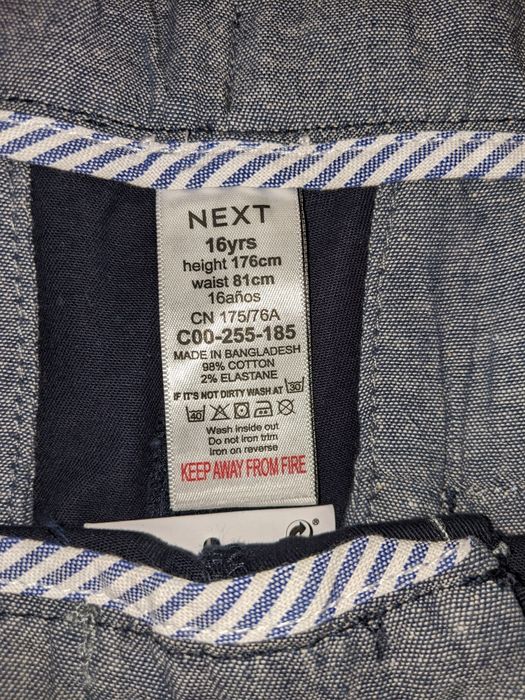 NEXT
16yrs
height 176cm
waist 81cm
16años
CN 175/76A
C00-255-185
MADE IN BANGLADESH
98% COTTON
2% ELASTANE
IF IT'S NOT DIRTY WASH AT 30
40
Wash inside out
Do not iron trim
Iron on reverse
KEEP AWAY FROM FIRE
®